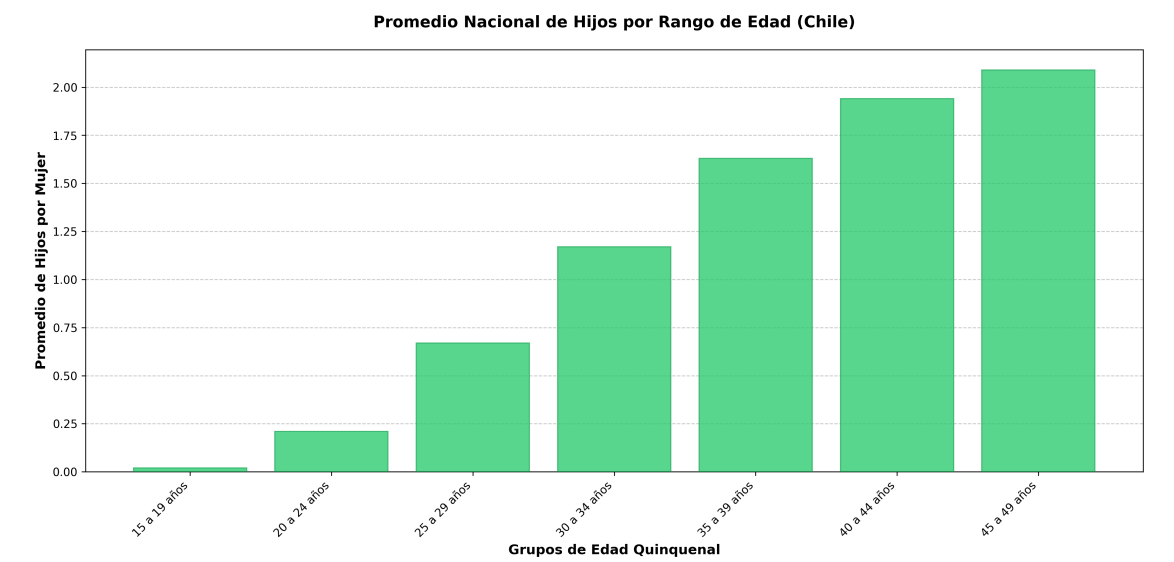 Promedio Nacional de Hijos por Rango de Edad (Chile)
Promedio de Hijos por Mujer
2.00
1.75
1.50
1.25
1.00
0.75
0.50
0.25
0.00
15 a 19 años
20 a 24 años
25 a 29 años
30 a 34 años
35 a 39 años
40 a 44 años
45 a 49 años
Grupos de Edad Quinquenal